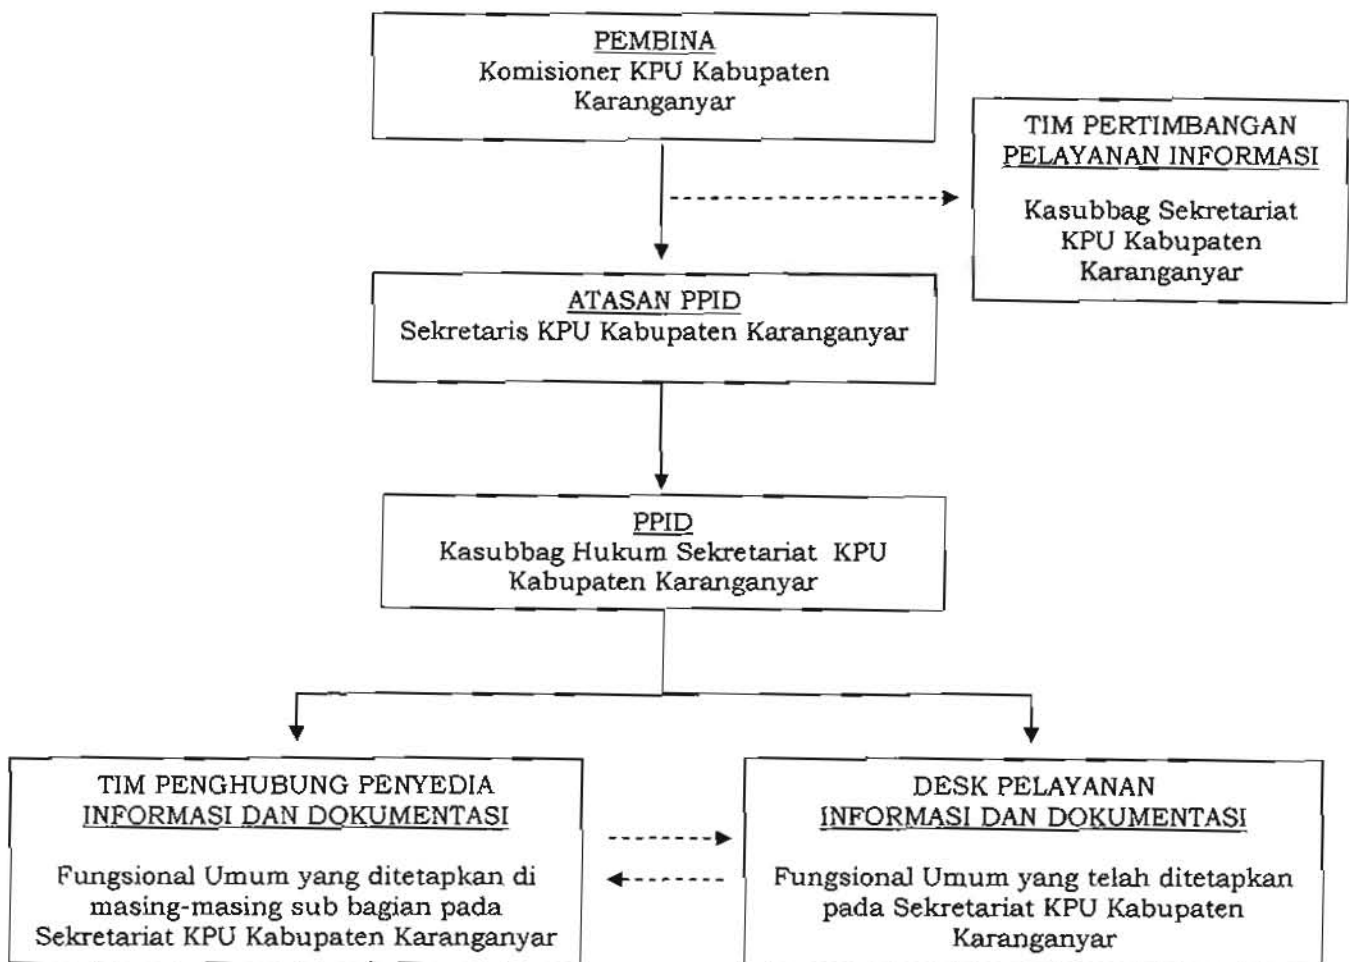 PEMBINA
Komisioner KPU Kabupaten
Karanganyar
TIM PERTIMBANGAN
PELAYANAN INFORMASI
Kasubbag Sekretariat
KPU Kabupaten
Karanganyar
ATASAN PPID
Sekretaris KPU Kabupaten Karanganyar
PPID
Kasubbag Hukum Sekretariat KPU
Kabupaten Karanganyar
TIM PENGHUBUNG PENYEDIA
INFORMASI DAN DOKUMENTASI
Fungsional Umum yang ditetapkan di
masing-masing sub bagian pada
Sekretariat KPU Kabupaten Karanganyar
DESK PELAYANAN
INFORMASI DAN DOKUMENTASI
Fungsional Umum yang telah ditetapkan
pada Sekretariat KPU Kabupaten
Karanganyar